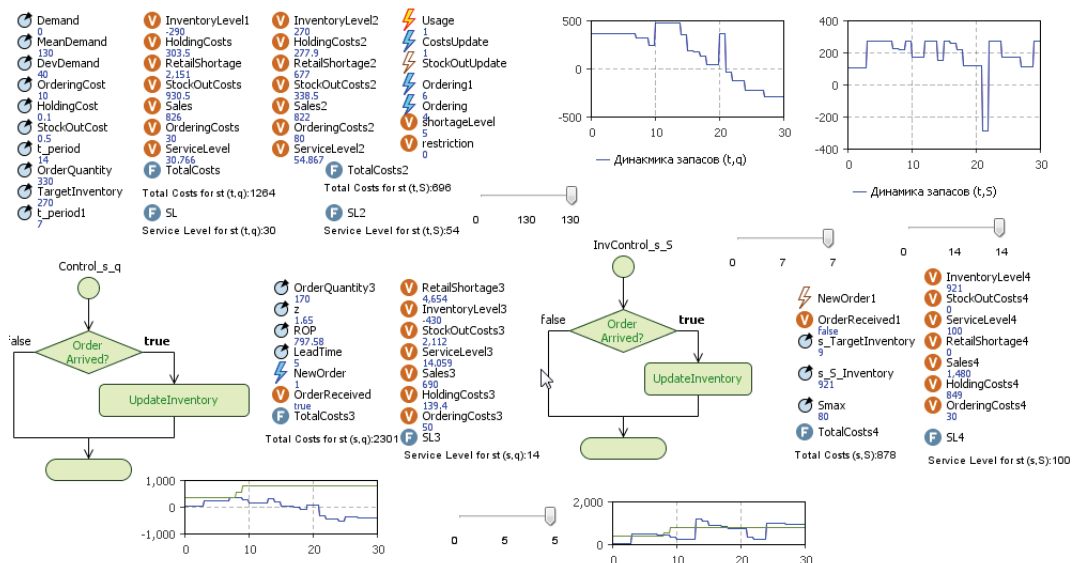 Demand
MeanDemand
130
DevDemand
40
OrderingCost
10
HoldingCost
0.1
StockOutCost
0.5
t_period
14
OrderQuantity
330
TargetInventory
270
t_period1
7
InventoryLevel1
-290
HoldingCosts
303.5
RetailShortage
2,151
StockOutCosts
930.5
Sales
826
OrderingCosts
30
ServiceLevel
30.766
TotalCosts
Total Costs for st (t,q):1264
SL
Service Level for st (t,q):30
InventoryLevel2
270
HoldingCosts2
277.9
RetailShortage2
677
StockOutCosts2
338.5
Sales2
822
OrderingCosts2
80
ServiceLevel2
54.867
TotalCosts2
Total Costs for st (t,S):696
SL2
Service Level for st (t,S):54
Usage
1
CostsUpdate
1
StockOutUpdate
Ordering1
6
Ordering
4
shortageLevel
5
restriction
0
0 130 130
500
0
-500
0 10 20 30
Динакмика запасов (t,q)
400
200
0
-200
-400
0 10 20 30
Динамика запасов (t,S)
0 7 7
0 14 14
Control_s_q
false
Order
Arrived?
true
UpdateInventory
OrderQuantity3
170
z
1.65
ROP
797.58
LeadTime
5
NewOrder
1
OrderReceived
true
TotalCosts3
Total Costs for st (s,q):2301
RetailShortage3
4,654
InventoryLevel3
-430
StockOutCosts3
2,112
ServiceLevel3
14.059
Sales3
690
HoldingCosts3
139.4
OrderingCosts3
50
SL3
Service Level for st (s,q):14
InvControl_s_S
false
Order
Arrived?
true
UpdateInventory
NewOrder1
OrderReceived1
false
s_TargetInventory
9
s_S_Inventory
921
Smax
80
TotalCosts4
Total Costs (s,S):878
InventoryLevel4
921
StockOutCosts4
0
ServiceLevel4
100
RetailShortage4
0
Sales4
1,480
HoldingCosts4
849
OrderingCosts4
30
SL4
Service Level for st (s,S):100
1,000
0
-1,000
0 10 20 30
0 5 5
2,000
0
0 10 20 30